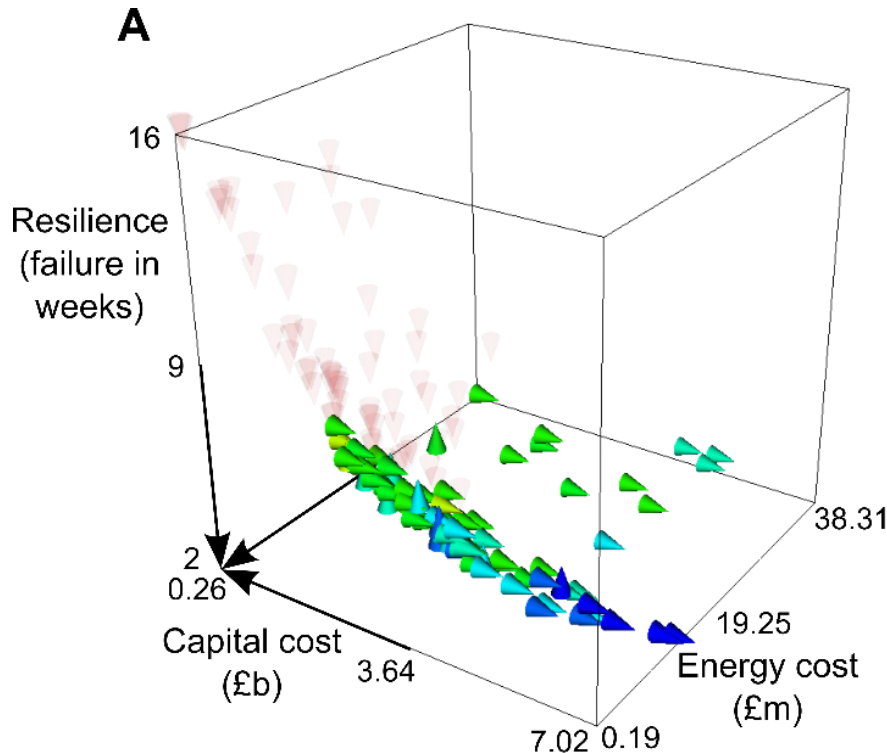 A
16
Resilience
(failure in
weeks)
9
2
0.26
Capital cost
(£b)
3.64
7.02
0.19
Energy cost
(£m)
19.25
38.31